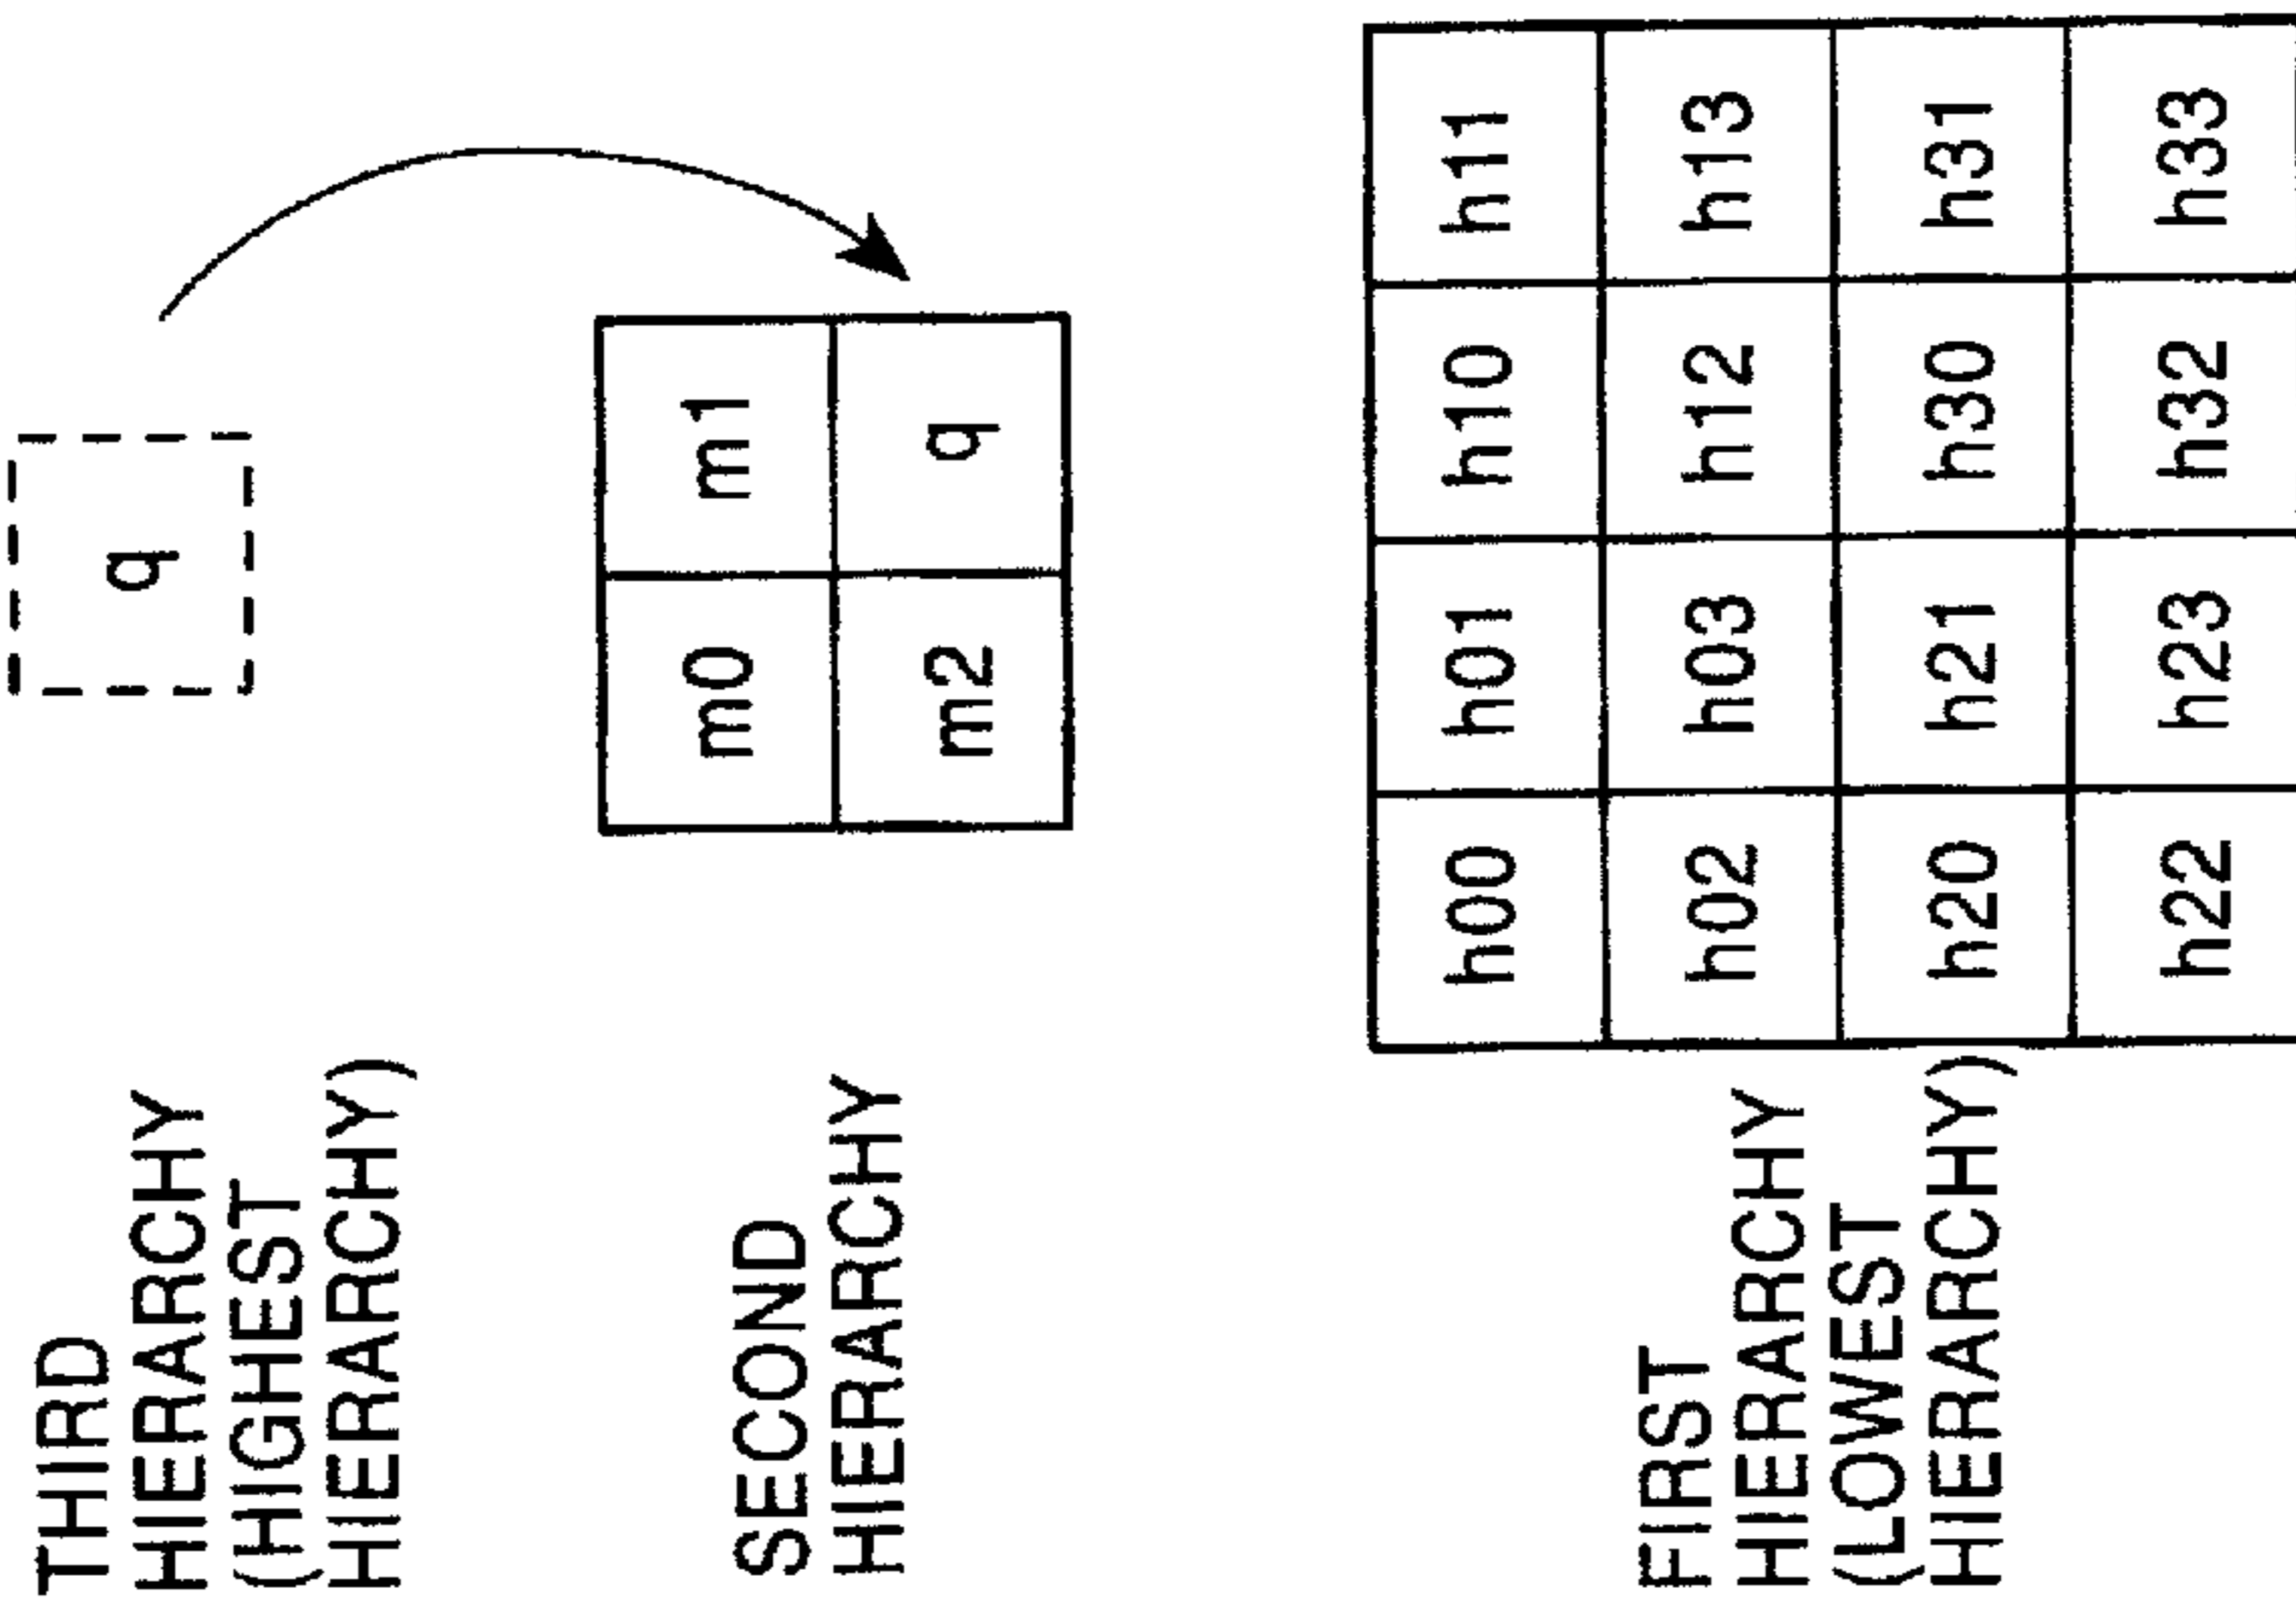 THIRD
HIERARCHY
(HIGHEST
HIERARCHY)
q
SECOND
HIERARCHY
m0 m1
m2 q
FIRST
HIERARCHY
(LOWEST
HIERARCHY)
h00 h01 h10 h11
h02 h03 h12 h13
h20 h21 h30 h31
h22 h23 h32 h33